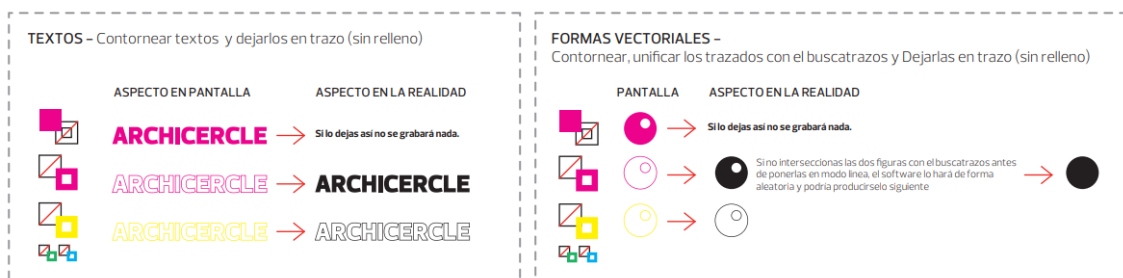 TEXTOS – Contornear textos y dejarlos en trazo (sin relleno)
ASPECTO EN PANTALLA
ASPECTO EN LA REALIDAD
ARCHICERCLE
Si lo dejas así no se grabará nada.
ARCHICERCLE
ARCHICERCLE
ARCHICERCLE
ARCHICERCLE
FORMAS VECTORIALES –
Contornear, unificar los trazados con el buscatrazos y Dejarlas en trazo (sin relleno)
PANTALLA
ASPECTO EN LA REALIDAD
Si lo dejas así no se grabará nada.
Si no interseccionas las dos figuras con el buscatrazos antes
de ponerlas en modo linea, el software lo hará de forma
aleatoria y podría producirselo siguiente